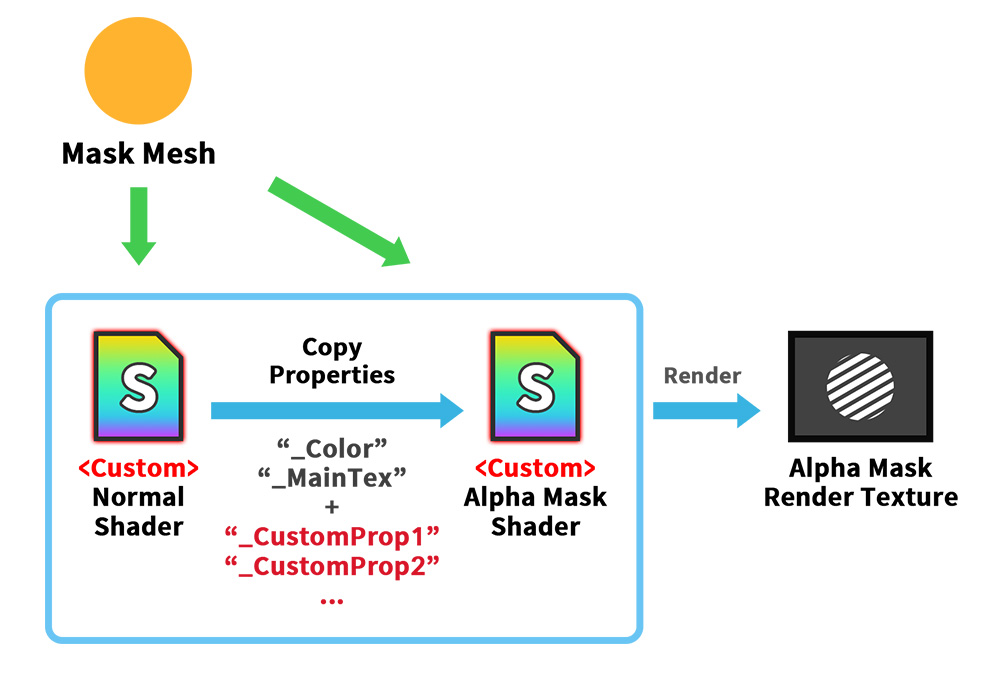 Mask Mesh
S
<Custom>
Normal
Shader
Copy
Properties
“_Color”
“_MainTex”
+
“_CustomProp1”
“_CustomProp2”
...
S
<Custom>
Alpha Mask
Shader
Render
Alpha Mask
Render Texture